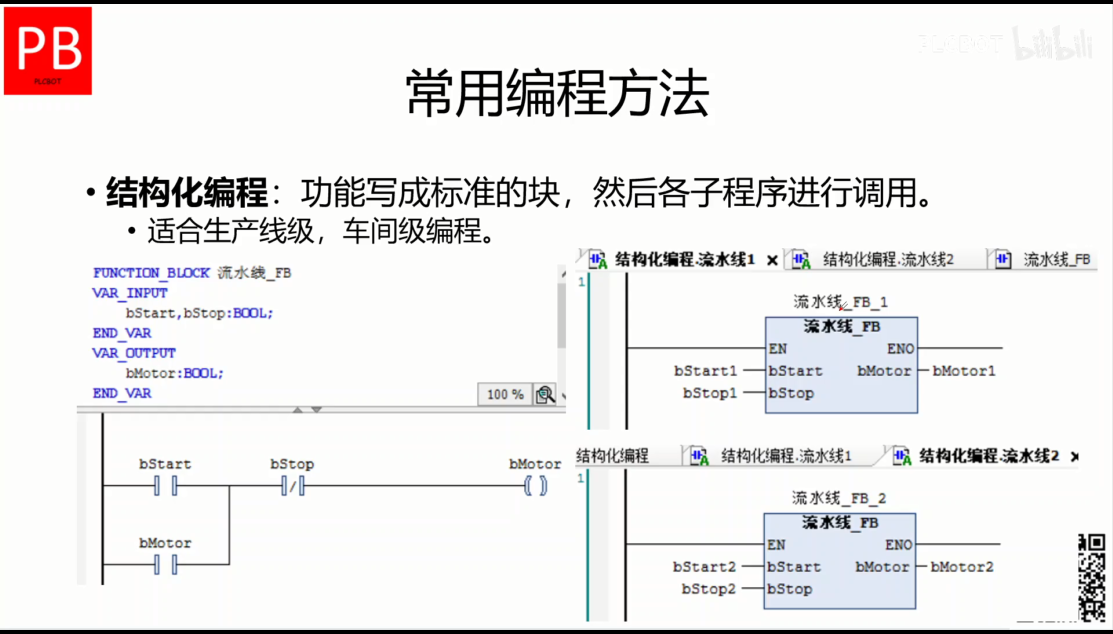 PB
PLCBOT
bilibili
常用编程方法
• 结构化编程：功能写成标准的块，然后各子程序进行调用。
• 适合生产线级，车间级编程。
FUNCTION_BLOCK 流水线_FB
VAR_INPUT
bStart,bStop:BOOL;
END_VAR
VAR_OUTPUT
bMotor:BOOL;
END_VAR
100 %
bStart bStop bMotor
bMotor
结构化编程.流水线1 × 结构化编程.流水线2 流水线_FB
1
流水线_FB_1
流水线_FB
EN ENO
bStart1 bStart bMotor bMotor1
bStop1 bStop
结构化编程 结构化编程.流水线1 结构化编程.流水线2 ×
1
流水线_FB_2
流水线_FB
EN ENO
bStart2 bStart bMotor bMotor2
bStop2 bStop